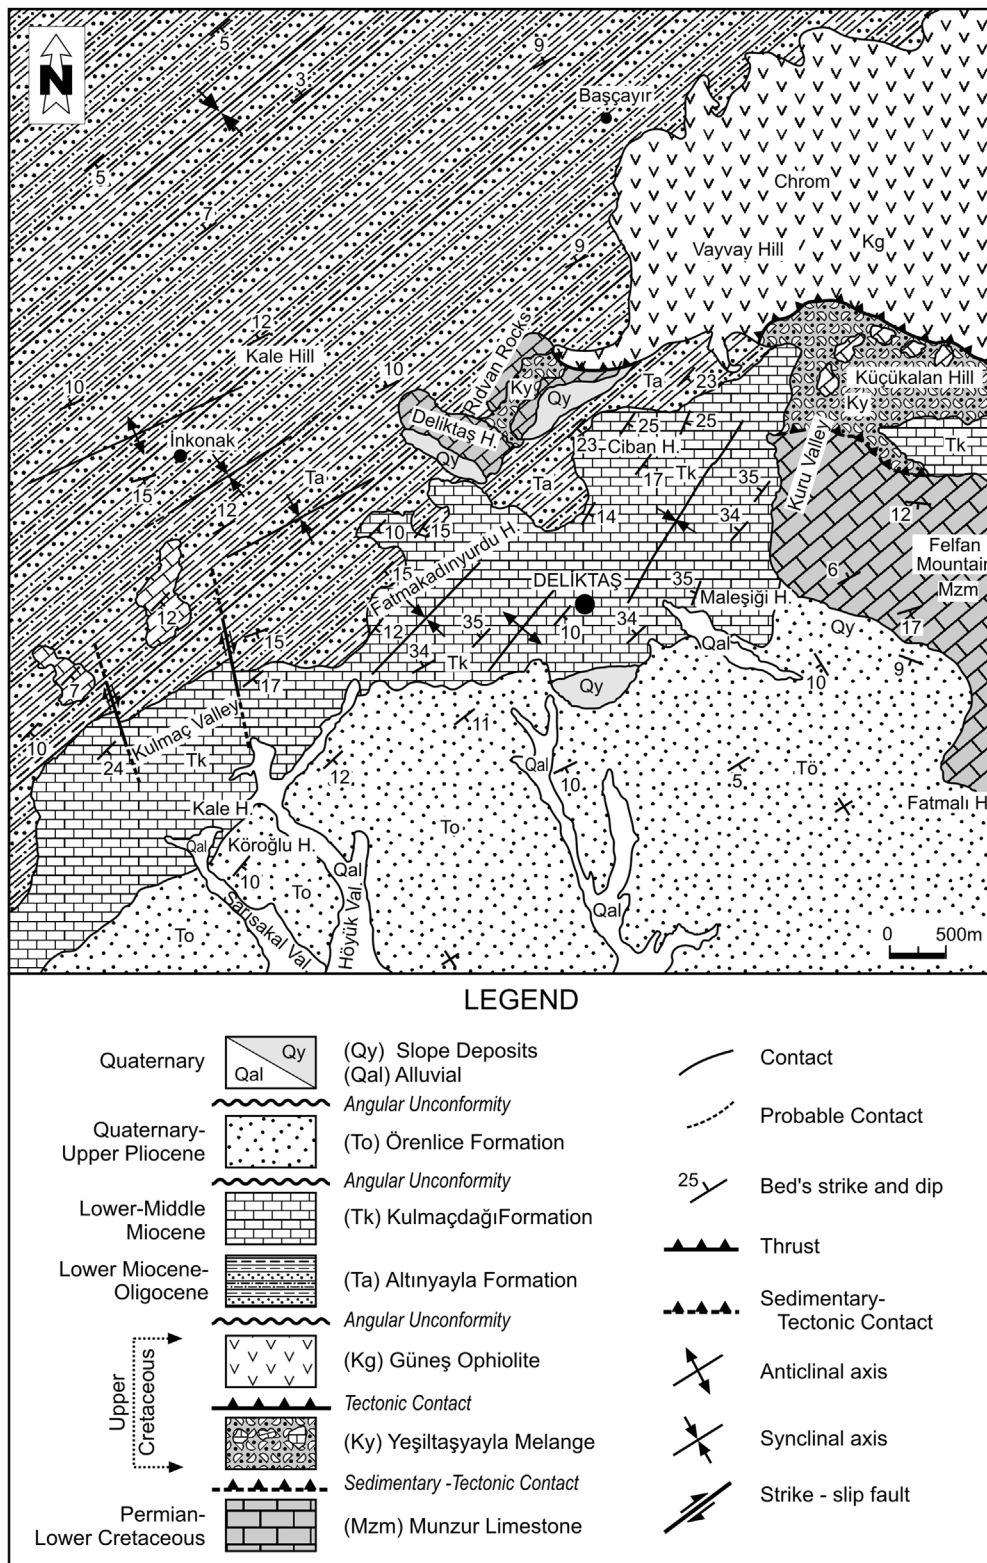 N
5
9
3
Başçayır
5
7
Chrom
Vayvay Hill
Kg
9
12
Kale Hill
Rıdvan Rocks
10
10
Ky
Qy
Ta
23
Küçükalan Hill
Ky
Deliktaş H.
25
25
İnkonak
Qy
23
Ciban H.
Tk
Kuru Valley
Tk
15
Ta
Ta
17
35
12
14
34
12
10
15
Fatmakadınyurdu H.
Felfan
Mountain
15
DELİKTAŞ
35
6
Mzm
12
Maleşiği H.
12
35
10
34
Qy
17
34
Tk
Qal
15
9
7
17
Qy
10
Kulmaç Valley
11
10
24
Tk
12
Qal
10
5
Tö
Kale H.
Fatmalı H
To
Qal
Köroğlu H.
Qal
10
To
Qal
Sarısakal Val.
Höyük Val.
To
0 500m
LEGEND
Quaternary
Qy
Qal
(Qy) Slope Deposits
(Qal) Alluvial
Angular Unconformity
Quaternary-
Upper Pliocene
(To) Örenlice Formation
Angular Unconformity
Lower-Middle
Miocene
(Tk) KulmaçdağıFormation
Lower Miocene-
Oligocene
(Ta) Altınyayla Formation
Angular Unconformity
Upper
Cretaceous
(Kg) Güneş Ophiolite
Tectonic Contact
(Ky) Yeşiltaşyayla Melange
Sedimentary -Tectonic Contact
Permian-
Lower Cretaceous
(Mzm) Munzur Limestone
Contact
Probable Contact
25
Bed's strike and dip
Thrust
Sedimentary-
Tectonic Contact
Anticlinal axis
Synclinal axis
Strike - slip fault